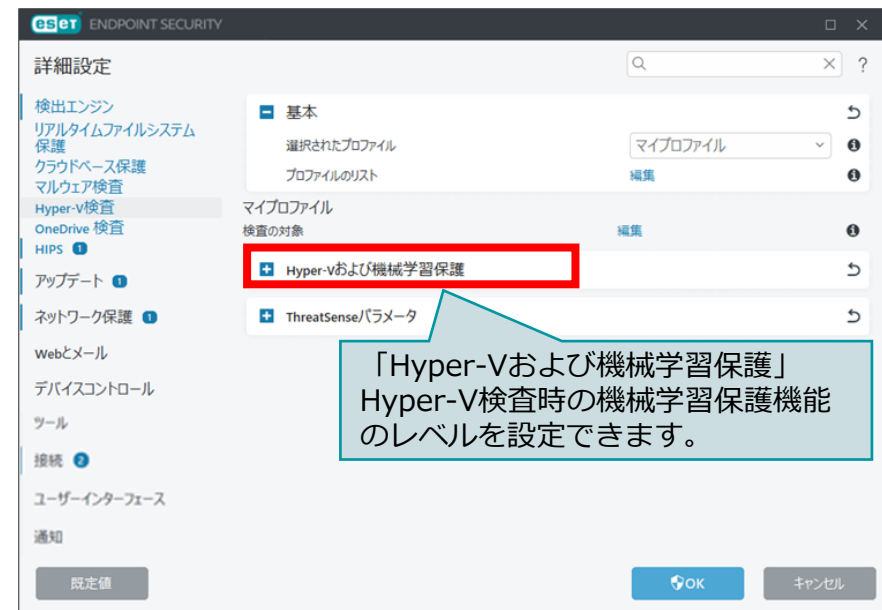 eset ENDPOINT SECURITY
詳細設定
?
検出エンジン
リアルタイムファイルシステム
保護
クラウドベース保護
マルウェア検査
Hyper-V検査
OneDrive 検査
HIPS 1
アップデート 1
ネットワーク保護 1
Webとメール
デバイスコントロール
ツール
接続 2
ユーザーインターフェース
通知
基本
選択されたプロファイル
マイプロファイル
プロファイルのリスト
編集
マイプロファイル
検査の対象
編集
Hyper-Vおよび機械学習保護
ThreatSenseパラメータ
「Hyper-Vおよび機械学習保護」
Hyper-V検査時の機械学習保護機能
のレベルを設定できます。
既定値
OK
キャンセル